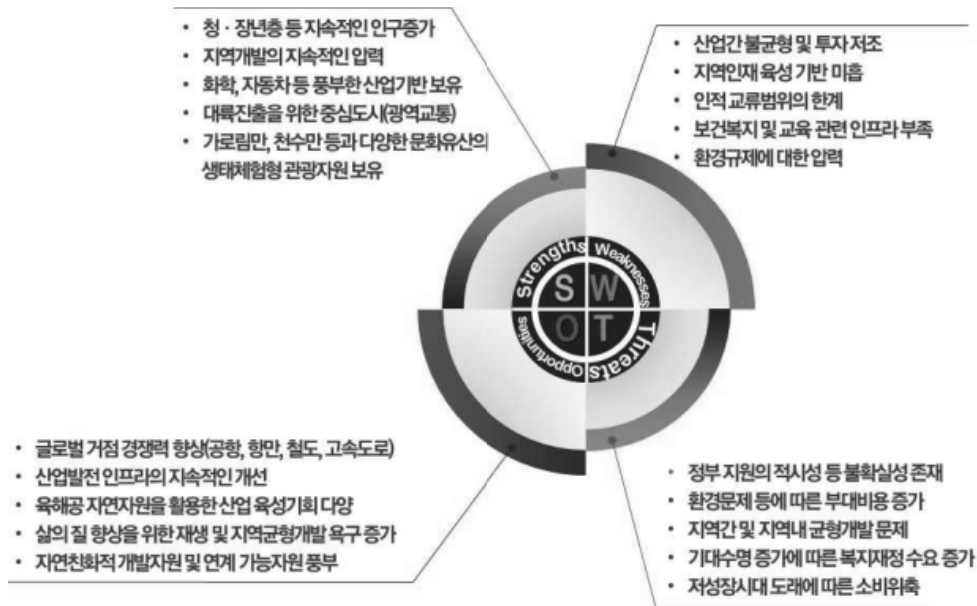 • 청 · 장년층 등 지속적인 인구증가
• 지역개발의 지속적인 압력
• 화학, 자동차 등 풍부한 산업기반 보유
• 대륙진출을 위한 중심도시(광역교통)
• 가로림만, 천수만 등과 다양한 문화유산의
생태체험형 관광자원 보유
• 산업간 불균형 및 투자 저조
• 지역인재 육성 기반 미흡
• 인적 교류범위의 한계
• 보건복지 및 교육 관련 인프라 부족
• 환경규제에 대한 압력
Strengths
Weaknesses
S W
O T
Opportunities
Threats
• 글로벌 거점 경쟁력 향상(공항, 항만, 철도, 고속도로)
• 산업발전 인프라의 지속적인 개선
• 육해공 자연자원을 활용한 산업 육성기회 다양
• 삶의 질 향상을 위한 재생 및 지역균형개발 욕구 증가
• 자연친화적 개발자원 및 연계 가능자원 풍부
• 정부 지원의 적시성 등 불확실성 존재
• 환경문제 등에 따른 부대비용 증가
• 지역간 및 지역내 균형개발 문제
• 기대수명 증가에 따른 복지재정 수요 증가
• 저성장시대 도래에 따른 소비위축